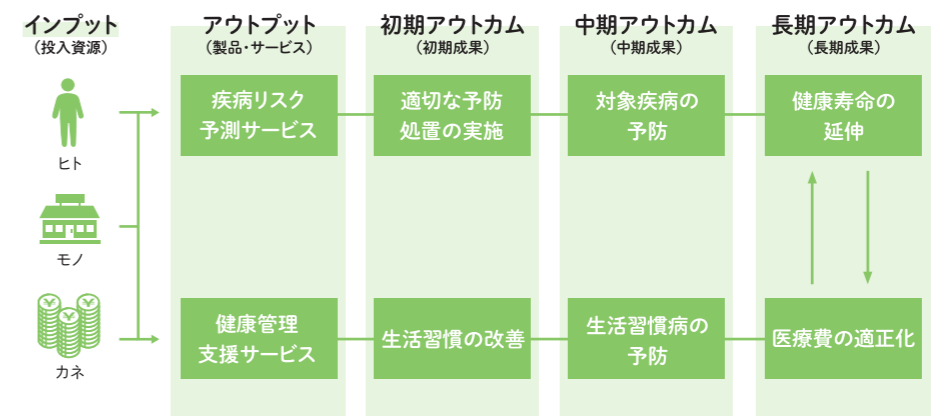 インプット
（投入資源）
アウトプット
（製品・サービス）
初期アウトカム
（初期成果）
中期アウトカム
（中期成果）
長期アウトカム
（長期成果）
ヒト
モノ
¥ ¥
¥
カネ
疾病リスク
予測サービス
適切な予防
処置の実施
対象疾病の
予防
健康寿命の
延伸
健康管理
支援サービス
生活習慣の改善
生活習慣病の
予防
医療費の適正化